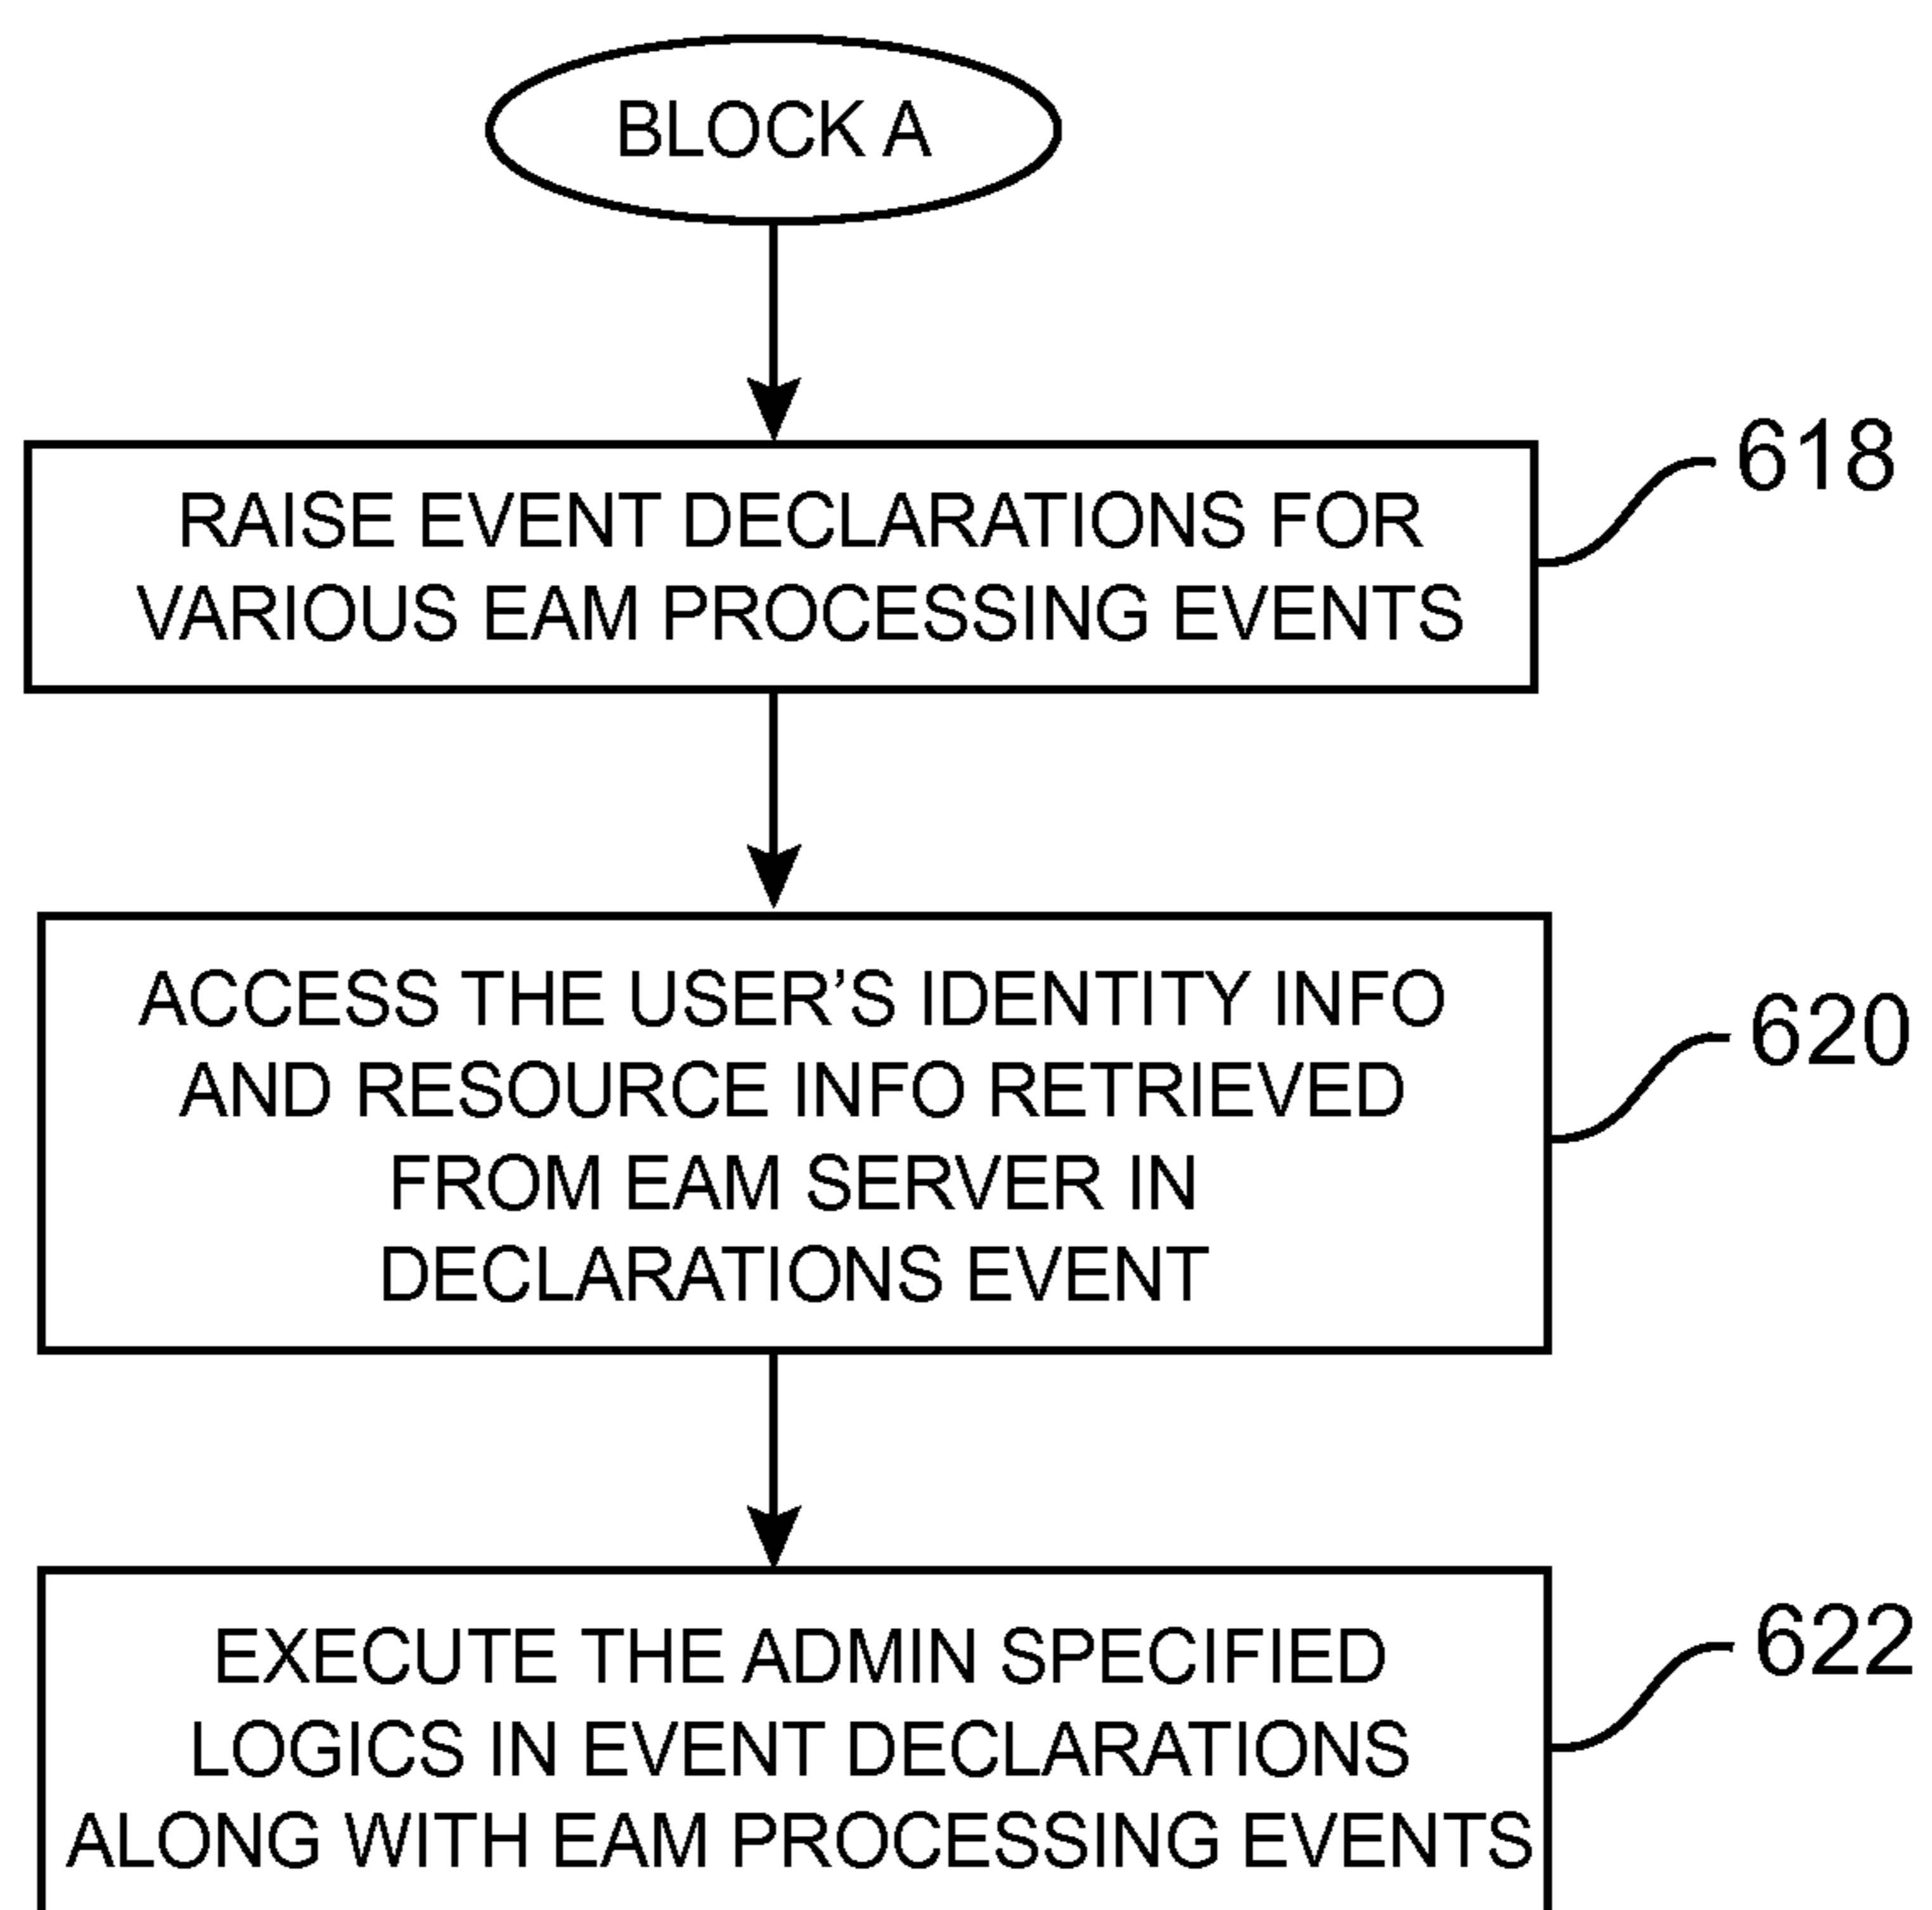 BLOCK A
RAISE EVENT DECLARATIONS FOR
VARIOUS EAM PROCESSING EVENTS
618
ACCESS THE USER’S IDENTITY INFO
AND RESOURCE INFO RETRIEVED
FROM EAM SERVER IN
DECLARATIONS EVENT
620
EXECUTE THE ADMIN SPECIFIED
LOGICS IN EVENT DECLARATIONS
ALONG WITH EAM PROCESSING EVENTS
622